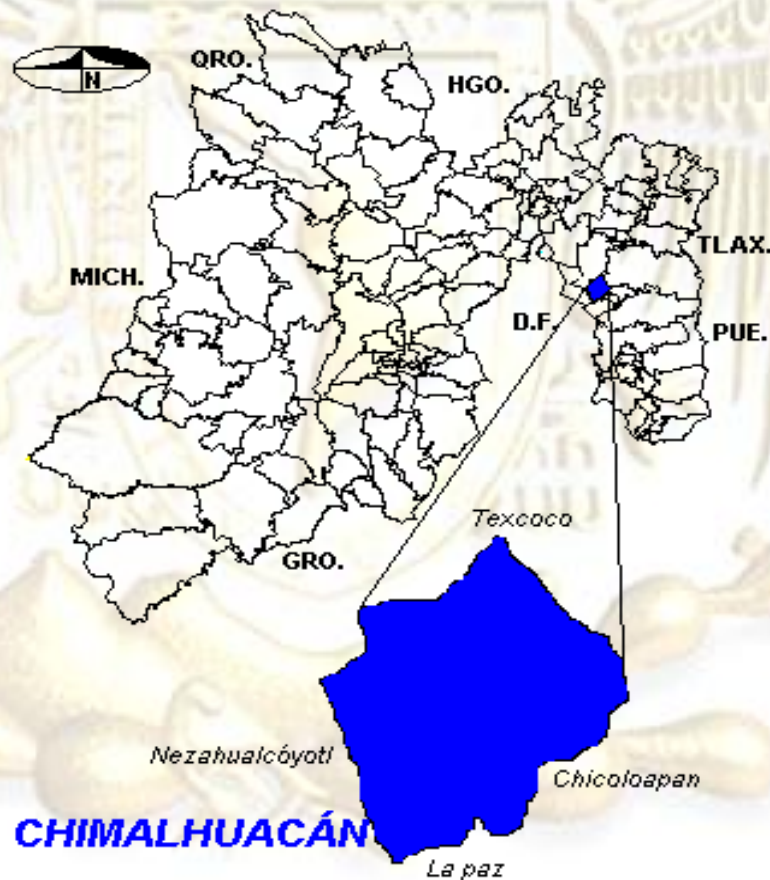 QRO.
HGO.
N
MICH.
TLAX.
D.F.
PUE.
GRO.
Texcoco
Nezahualcóyotl
Chicoloapan
CHIMALHUACÁN
La paz